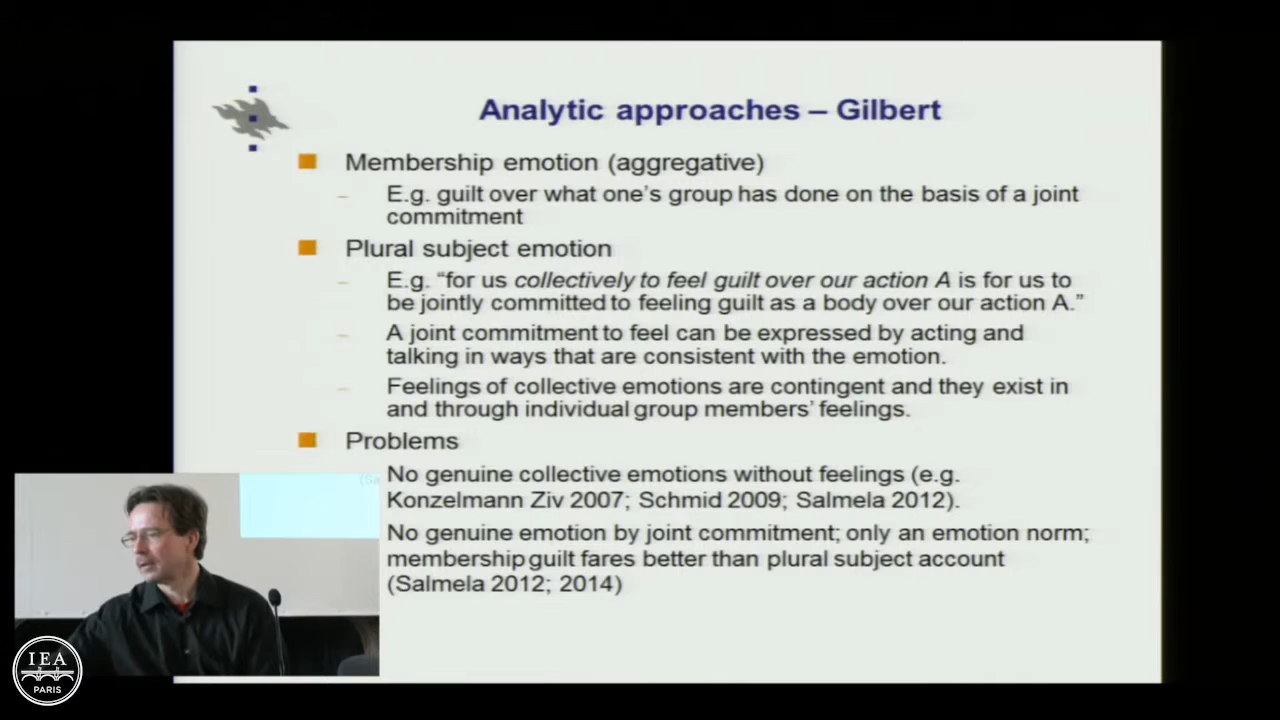 Analytic approaches – Gilbert
Membership emotion (aggregative)
– E.g. guilt over what one's group has done on the basis of a joint
commitment
Plural subject emotion
– E.g. “for us collectively to feel guilt over our action A is for us to
be jointly committed to feeling guilt as a body over our action A.”
– A joint commitment to feel can be expressed by acting and
talking in ways that are consistent with the emotion.
– Feelings of collective emotions are contingent and they exist in
and through individual group members' feelings.
Problems
No genuine collective emotions without feelings (e.g.
Konzelmann Ziv 2007; Schmid 2009; Salmela 2012).
No genuine emotion by joint commitment; only an emotion norm;
membership guilt fares better than plural subject account
(Salmela 2012; 2014)
IEA
PARIS